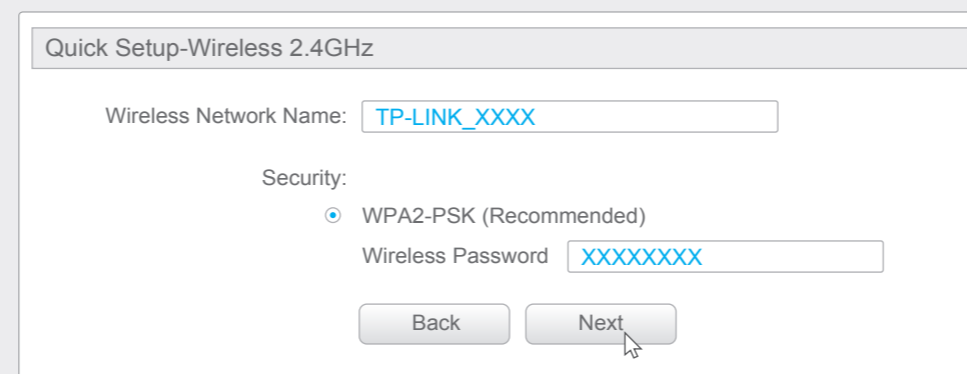 Quick Setup-Wireless 2.4GHz
Wireless Network Name: TP-LINK_XXXX
Security:
WPA2-PSK (Recommended)
Wireless Password XXXXXXXX
Back Next